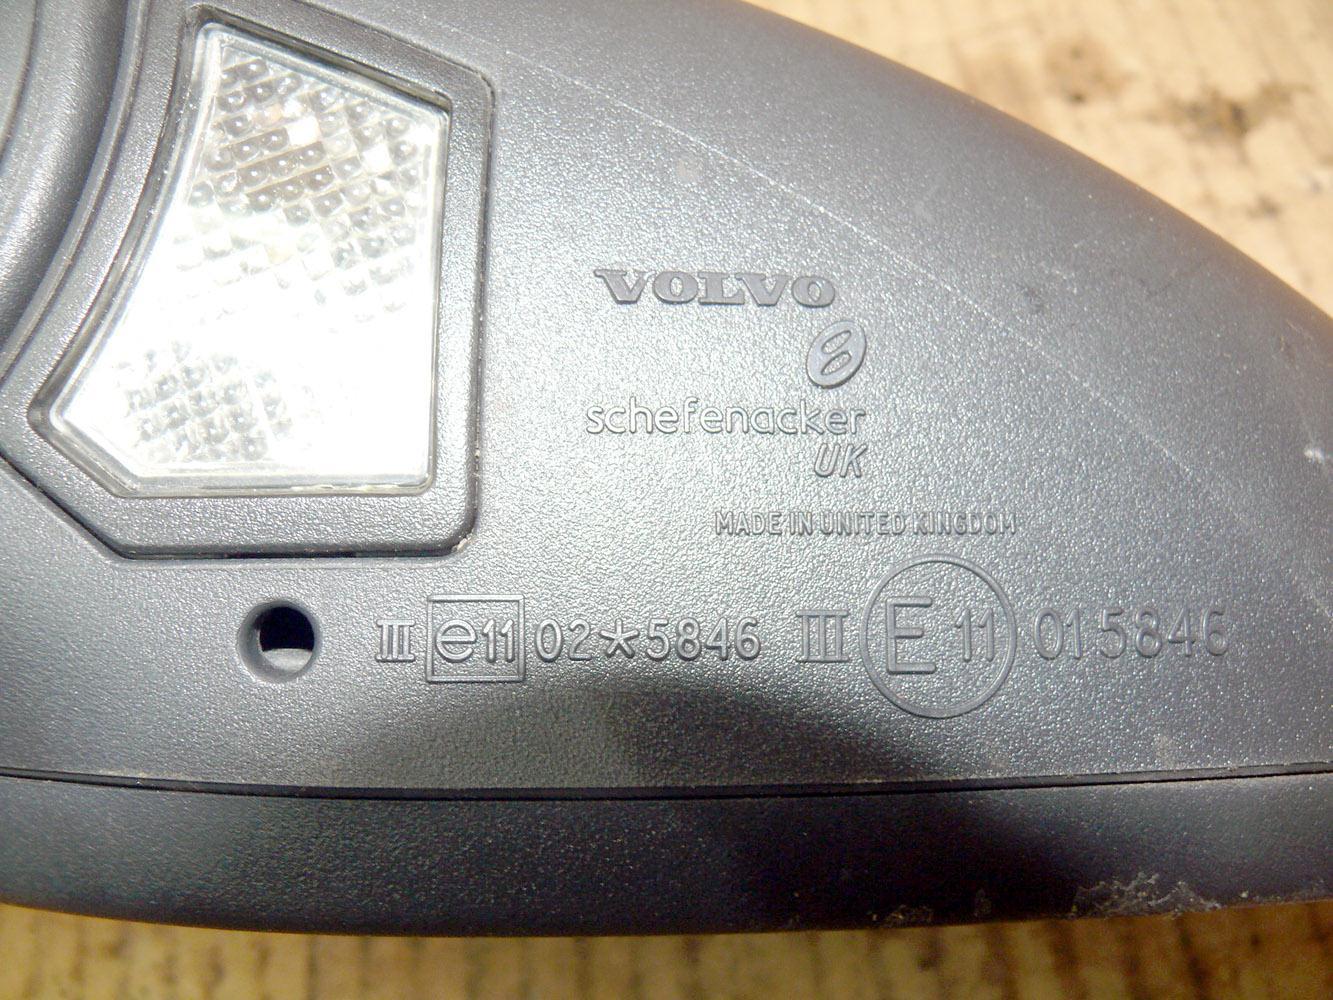 VOLVO
schefenacker
UK
MADE IN UNITED KINGDOM
III e11 02*5846 III E 11 015846